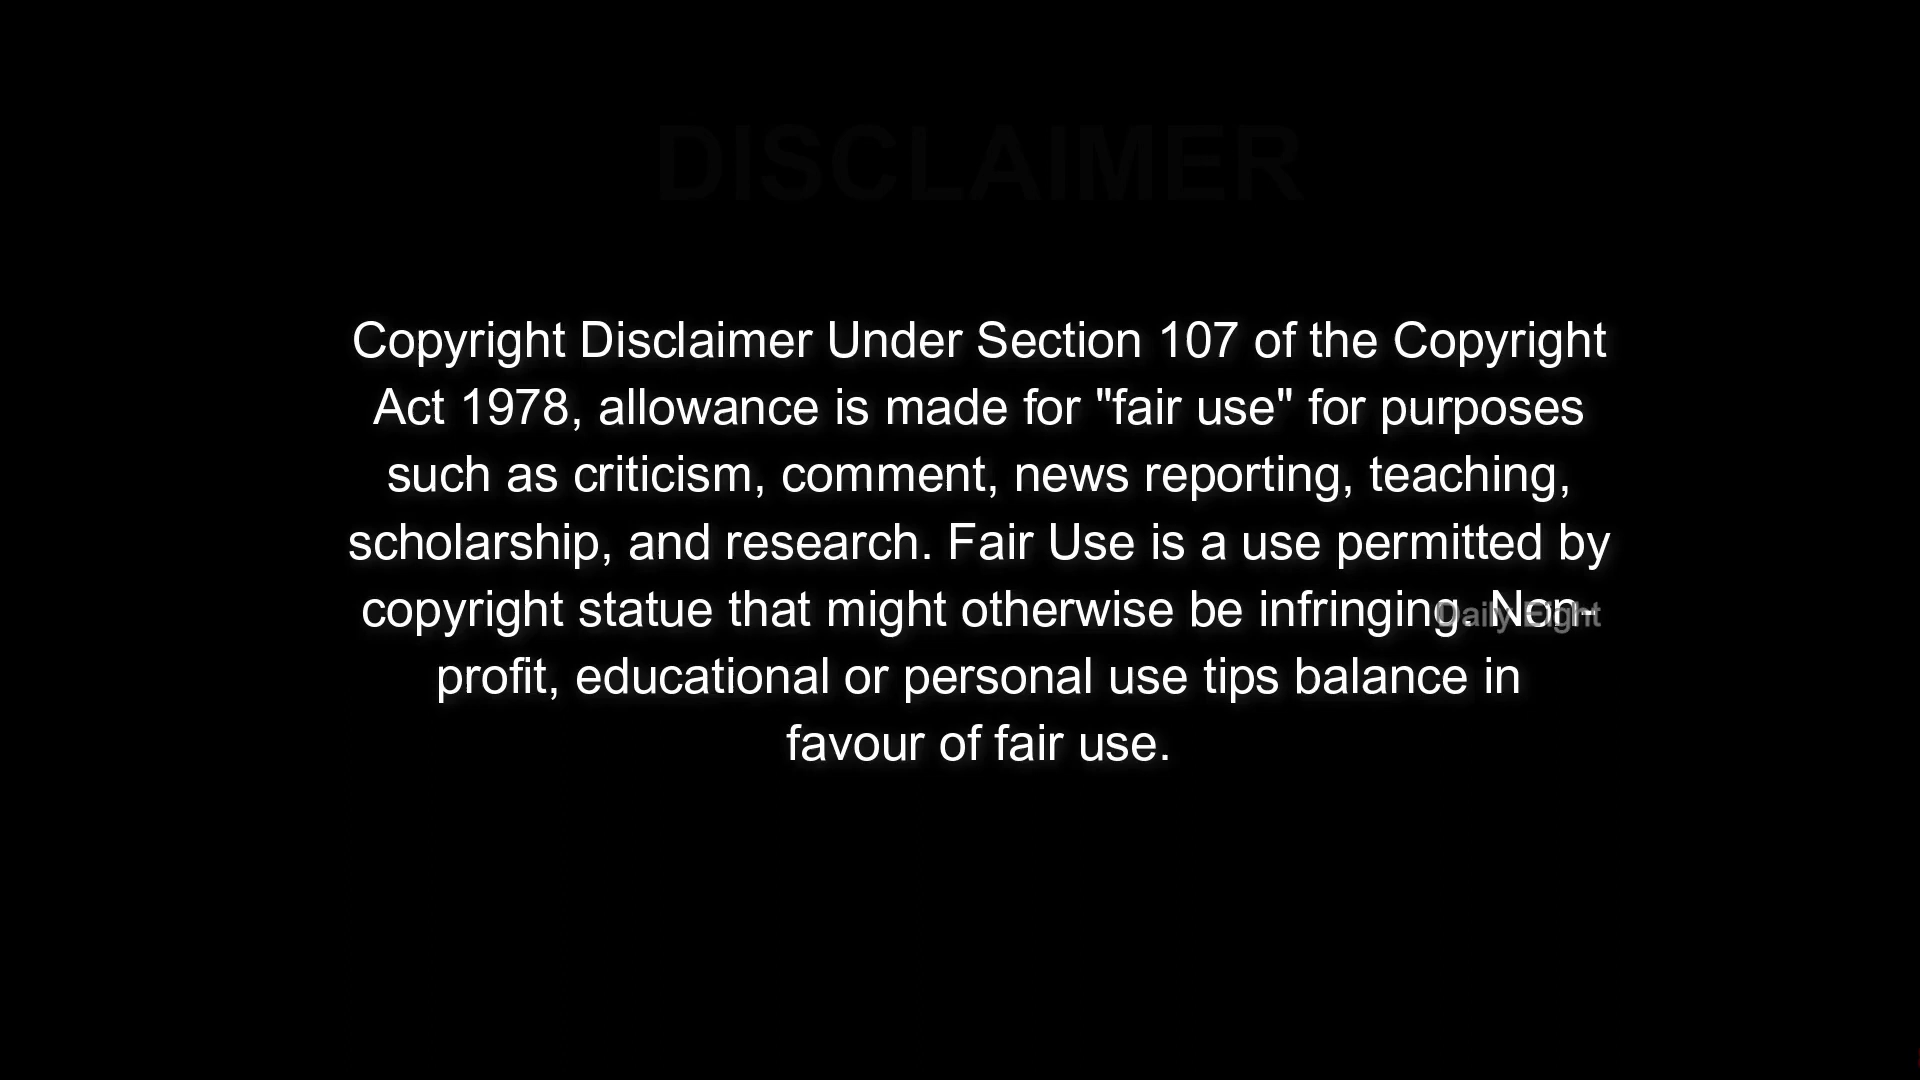 DISCLAIMER
Copyright Disclaimer Under Section 107 of the Copyright
Act 1978, allowance is made for "fair use" for purposes
such as criticism, comment, news reporting, teaching,
scholarship, and research. Fair Use is a use permitted by
copyright statue that might otherwise be infringing. Non-
profit, educational or personal use tips balance in
favour of fair use.
Daily Eight